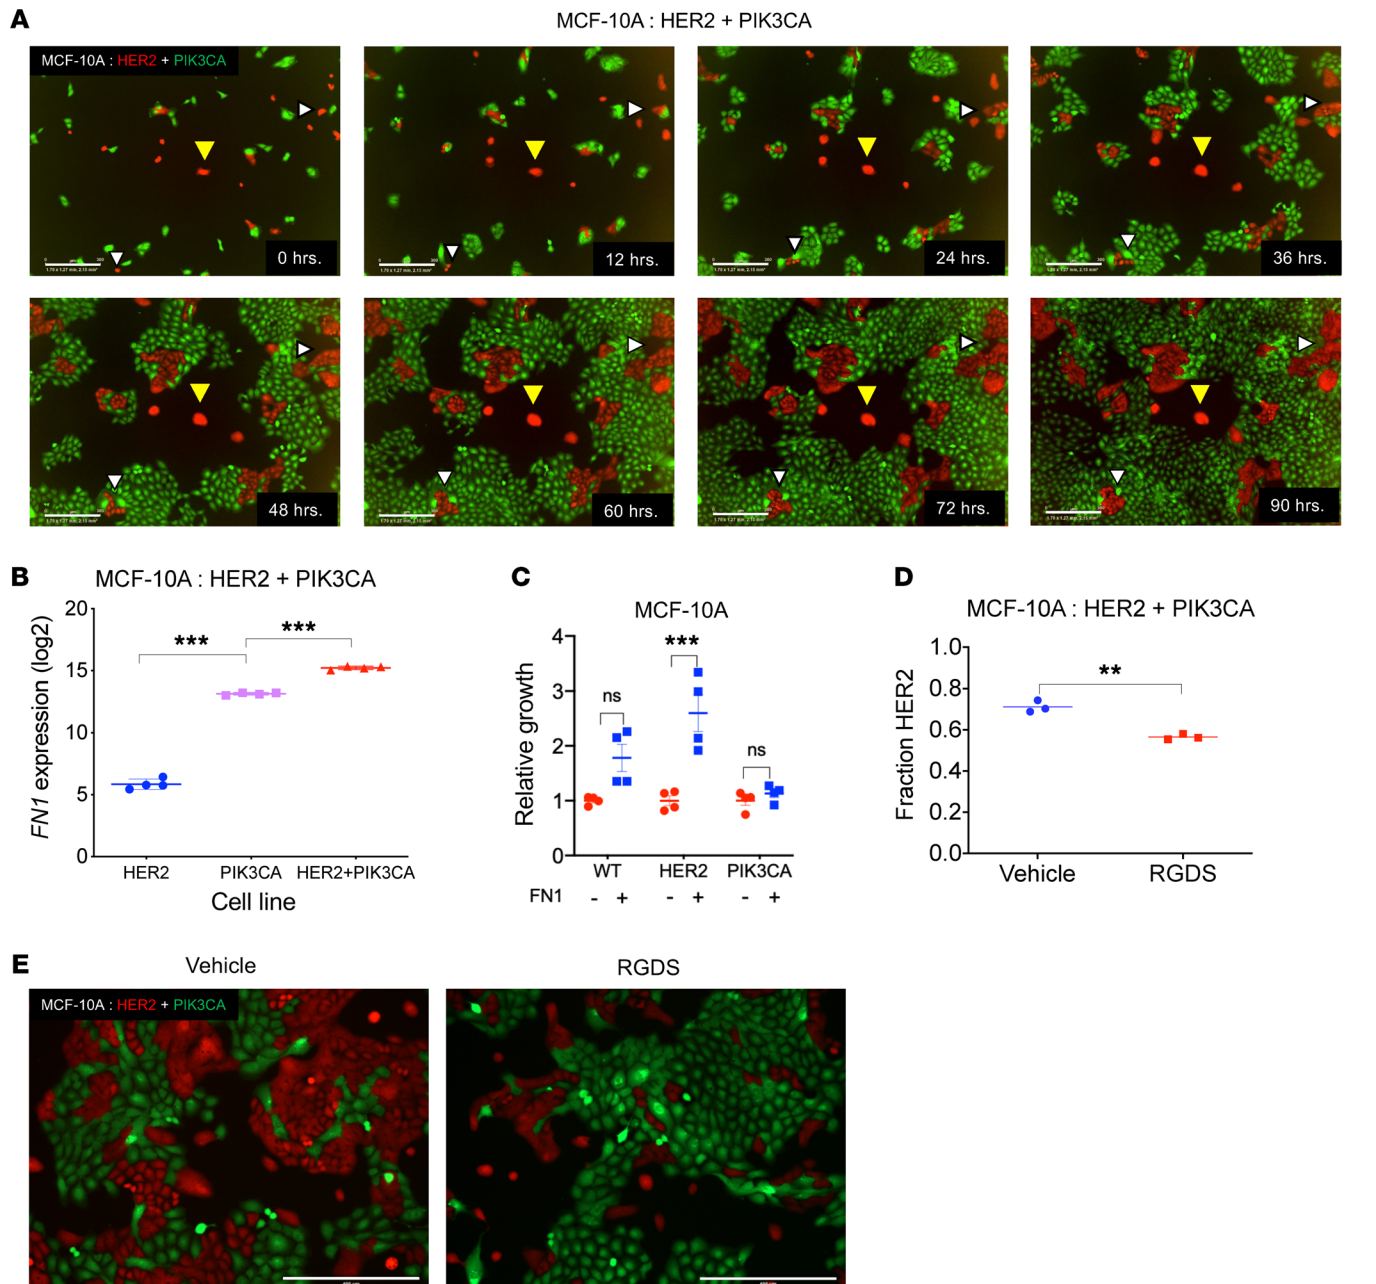 A
MCF-10A : HER2 + PIK3CA
MCF-10A : HER2 + PIK3CA
0 hrs.
12 hrs.
24 hrs.
36 hrs.
48 hrs.
60 hrs.
72 hrs.
90 hrs.
B
MCF-10A : HER2 + PIK3CA
FN1 expression (log2)
20
15
10
5
0
***
***
HER2
PIK3CA
HER2+PIK3CA
Cell line
C
MCF-10A
Relative growth
4
3
2
1
0
ns
***
ns
WT
HER2
PIK3CA
FN1 - + - + - +
D
MCF-10A : HER2 + PIK3CA
Fraction HER2
1.0
0.8
0.6
0.4
0.2
0.0
**
Vehicle
RGDS
E
Vehicle
RGDS
MCF-10A : HER2 + PIK3CA